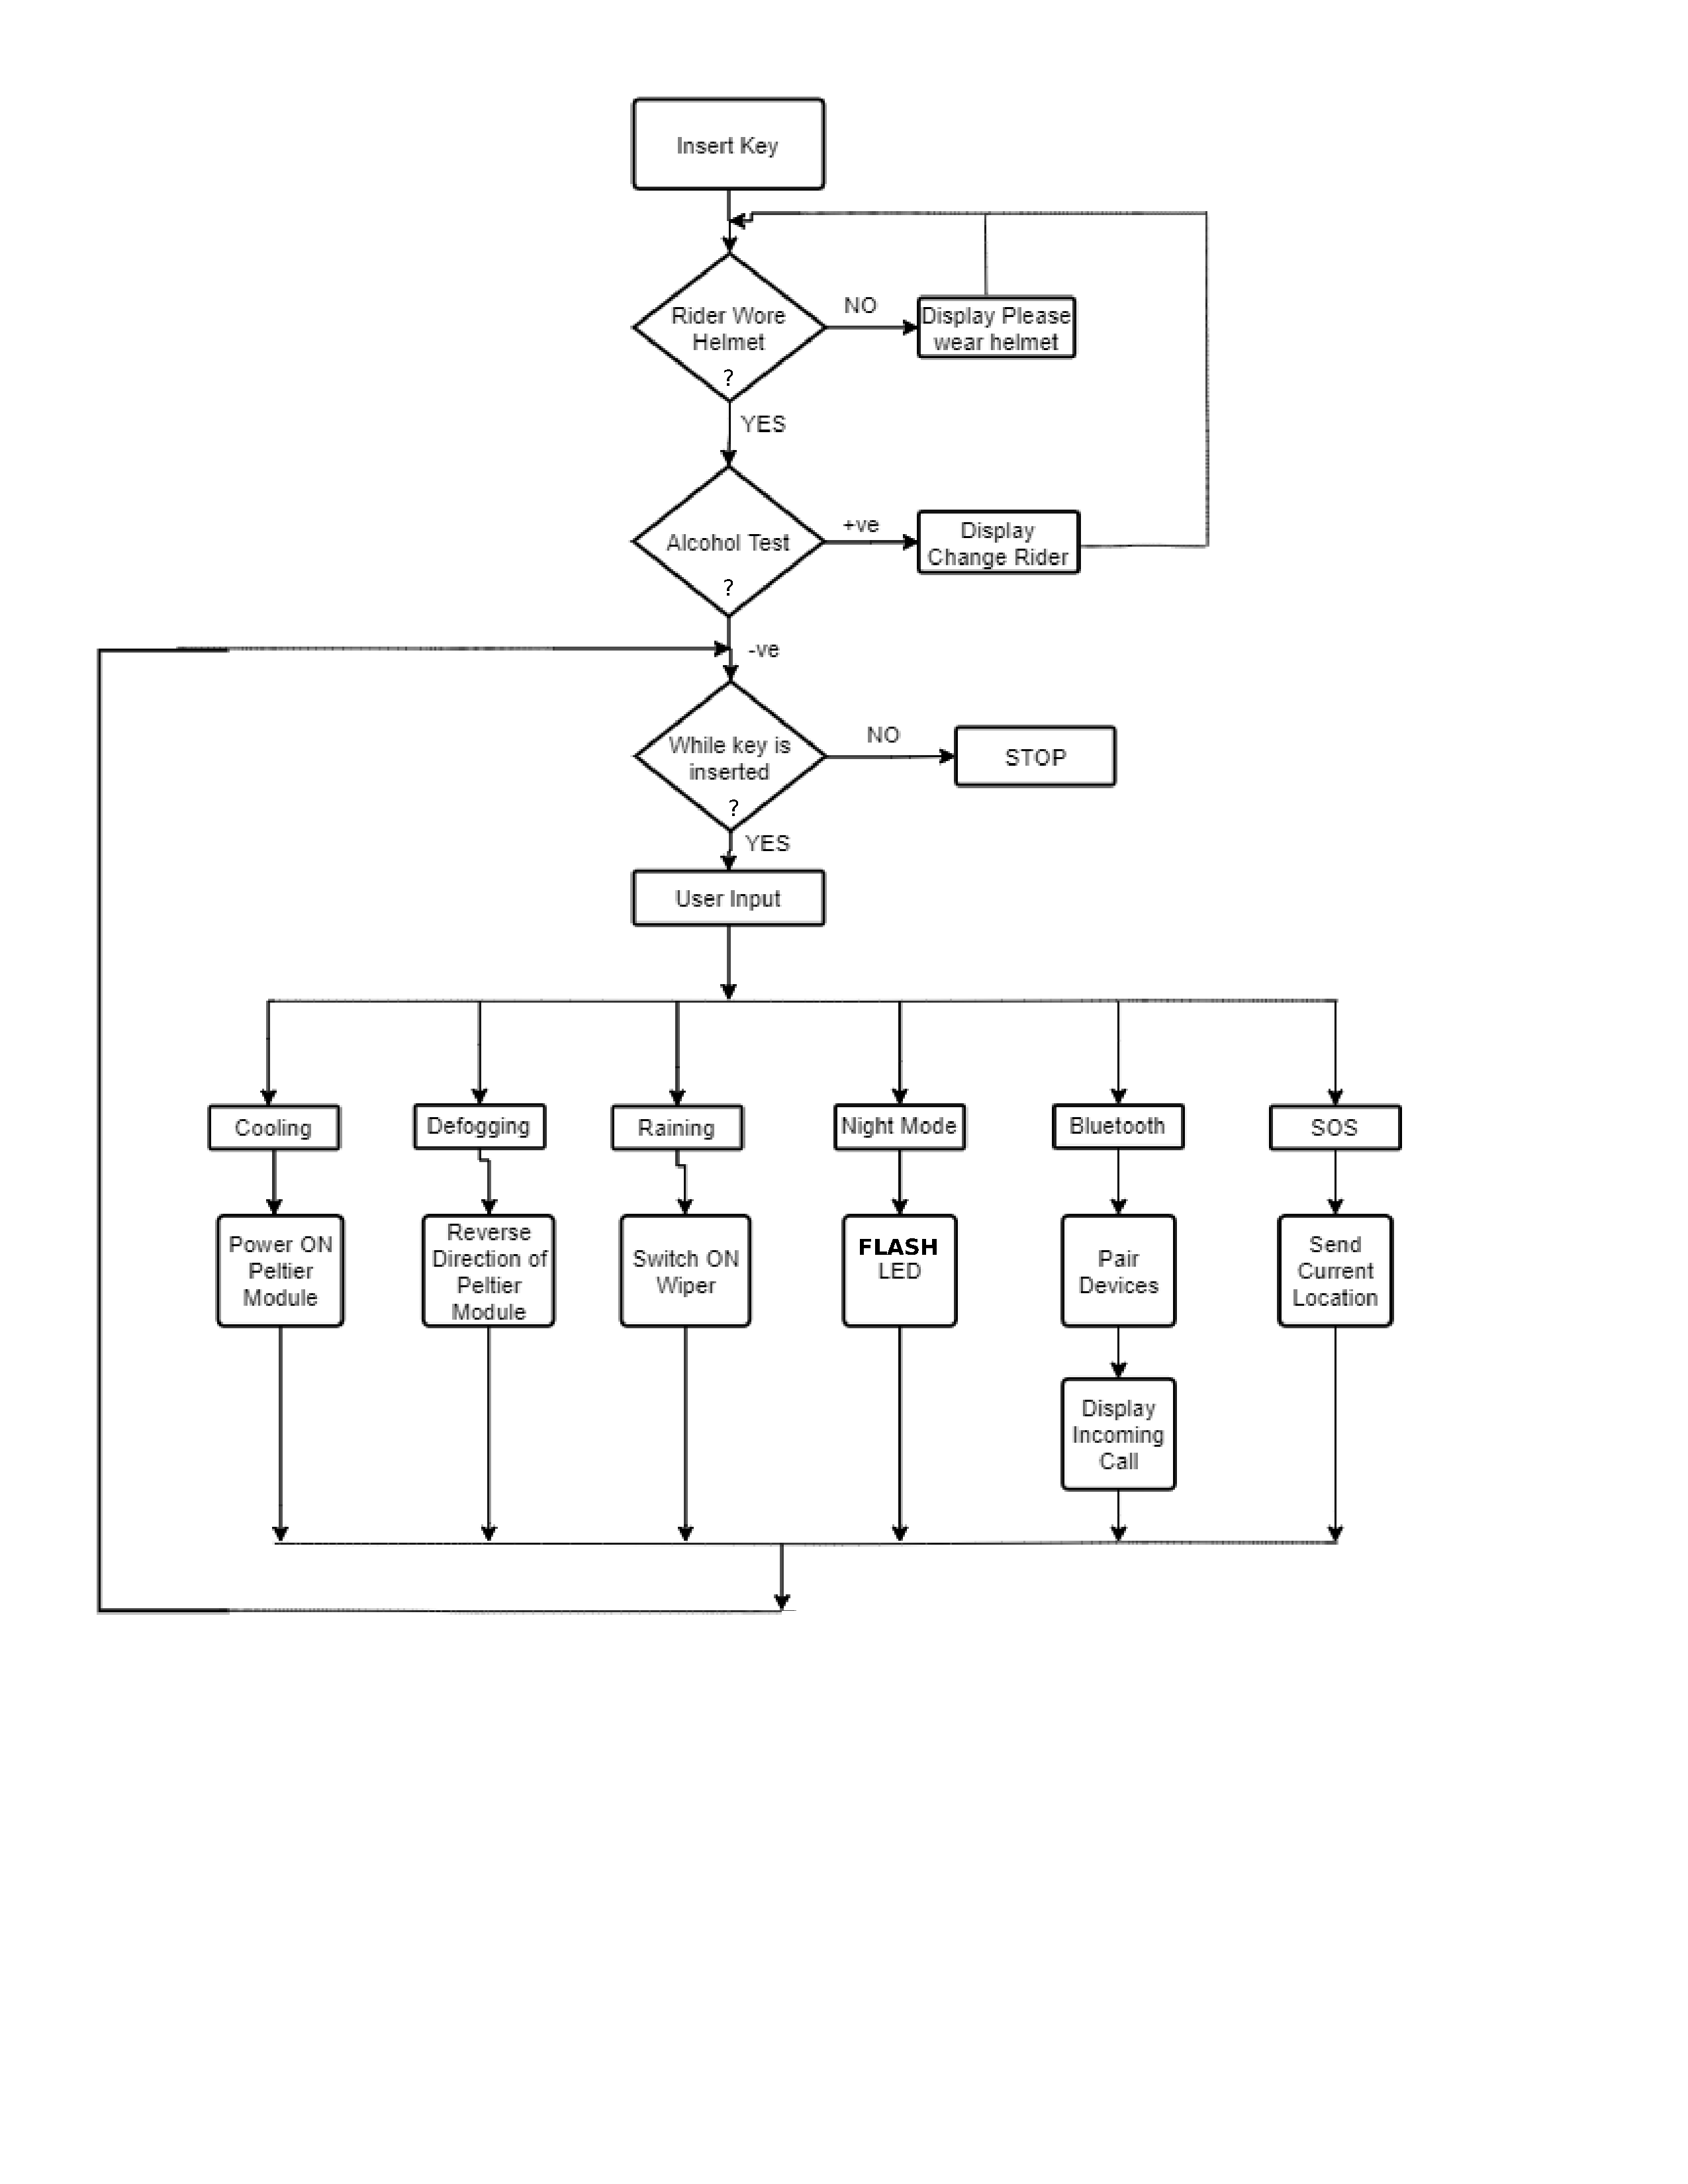 Insert Key
Rider Wore
Helmet
?
NO
Display Please
wear helmet
YES
Alcohol Test
?
+ve
Display
Change Rider
-ve
While key is
inserted
?
NO
STOP
YES
User Input
Cooling
Defogging
Raining
Night Mode
Bluetooth
SOS
Power ON
Peltier
Module
Reverse
Direction of
Peltier
Module
Switch ON
Wiper
FLASH
LED
Pair
Devices
Send
Current
Location
Display
Incoming
Call